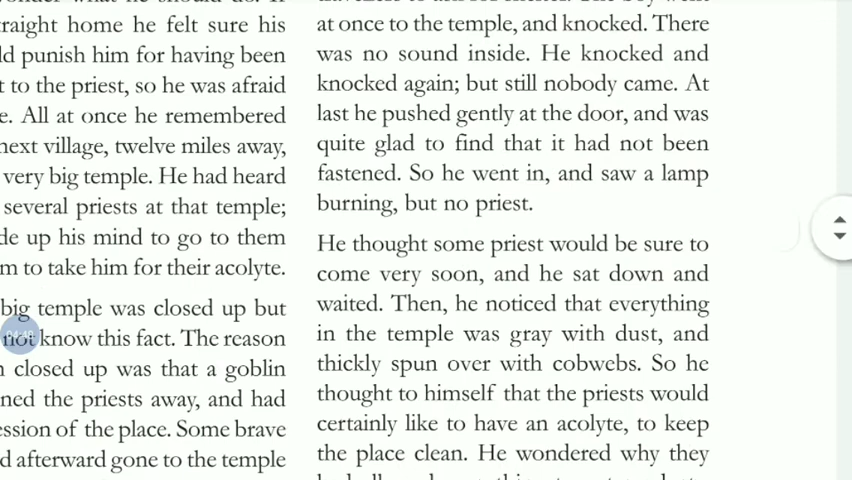 traight home he felt sure his
ld punish him for having been
t to the priest, so he was afraid
e. All at once he remembered
next village, twelve miles away,
very big temple. He had heard
several priests at that temple;
de up his mind to go to them
m to take him for their acolyte.
big temple was closed up but
not know this fact. The reason
n closed up was that a goblin
ned the priests away, and had
ession of the place. Some brave
d afterward gone to the temple
at once to the temple, and knocked. There
was no sound inside. He knocked and
knocked again; but still nobody came. At
last he pushed gently at the door, and was
quite glad to find that it had not been
fastened. So he went in, and saw a lamp
burning, but no priest.
He thought some priest would be sure to
come very soon, and he sat down and
waited. Then, he noticed that everything
in the temple was gray with dust, and
thickly spun over with cobwebs. So he
thought to himself that the priests would
certainly like to have an acolyte, to keep
the place clean. He wondered why they